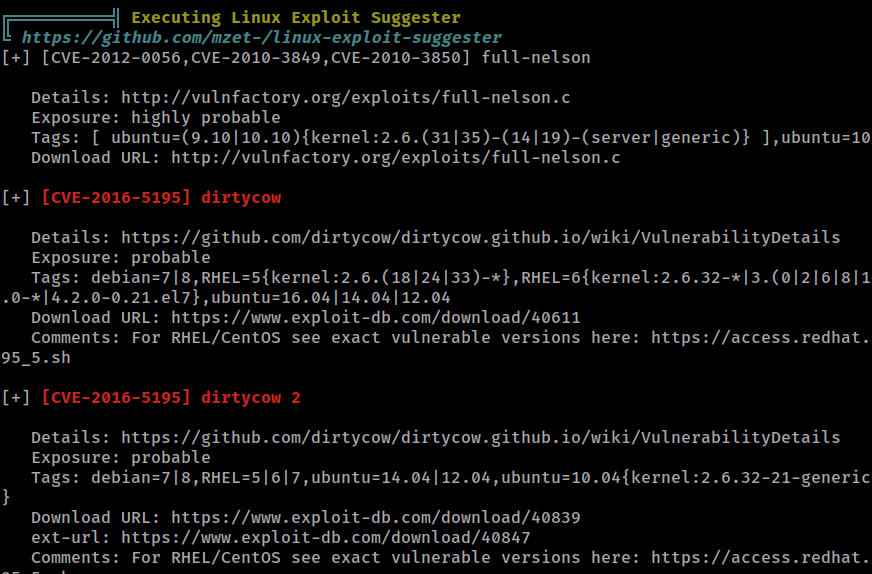 Executing Linux Exploit Suggester
https://github.com/mzet-/linux-exploit-suggester
[+] [CVE-2012-0056,CVE-2010-3849,CVE-2010-3850] full-nelson
Details: http://vulnfactory.org/exploits/full-nelson.c
Exposure: highly probable
Tags: [ ubuntu=(9.10|10.10){kernel:2.6.(31|35)-(14|19)-(server|generic)} ],ubuntu=10
Download URL: http://vulnfactory.org/exploits/full-nelson.c
[+] [CVE-2016-5195] dirtycow
Details: https://github.com/dirtycow/dirtycow.github.io/wiki/VulnerabilityDetails
Exposure: probable
Tags: debian=7|8,RHEL=5{kernel:2.6.(18|24|33)-*},RHEL=6{kernel:2.6.32-*|3.(0|2|6|8|1
.0-*|4.2.0-0.21.el7},ubuntu=16.04|14.04|12.04
Download URL: https://www.exploit-db.com/download/40611
Comments: For RHEL/CentOS see exact vulnerable versions here: https://access.redhat.
95_5.sh
[+] [CVE-2016-5195] dirtycow 2
Details: https://github.com/dirtycow/dirtycow.github.io/wiki/VulnerabilityDetails
Exposure: probable
Tags: debian=7|8,RHEL=5|6|7,ubuntu=14.04|12.04,ubuntu=10.04{kernel:2.6.32-21-generic
}
Download URL: https://www.exploit-db.com/download/40839
ext-url: https://www.exploit-db.com/download/40847
Comments: For RHEL/CentOS see exact vulnerable versions here: https://access.redhat.